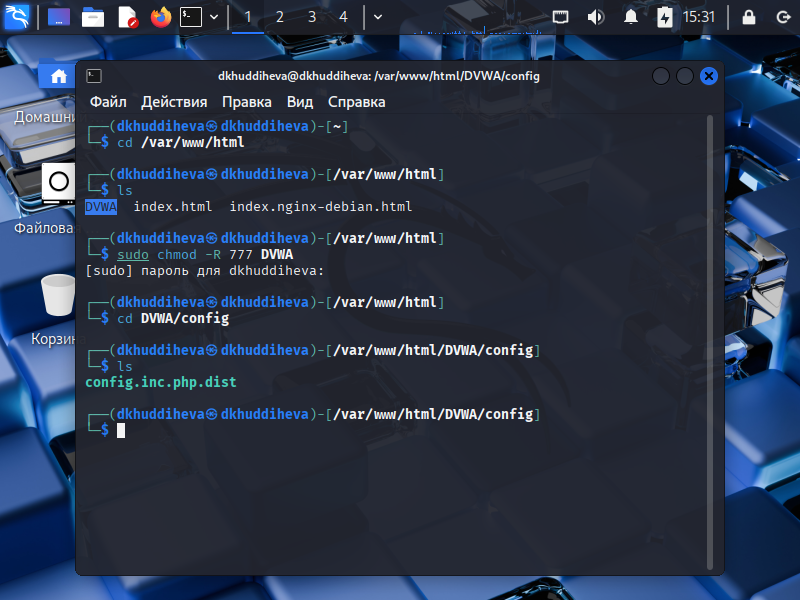 1 2 3 4
15:31
dkhuddiheva@dkhuddiheva: /var/www/html/DVWA/config
Файл Действия Правка Вид Справка
┌──(dkhuddiheva㉿dkhuddiheva)-[~]
└─$ cd /var/www/html
┌──(dkhuddiheva㉿dkhuddiheva)-[/var/www/html]
└─$ ls
DVWA index.html index.nginx-debian.html
┌──(dkhuddiheva㉿dkhuddiheva)-[/var/www/html]
└─$ sudo chmod -R 777 DVWA
[sudo] пароль для dkhuddiheva:
┌──(dkhuddiheva㉿dkhuddiheva)-[/var/www/html]
└─$ cd DVWA/config
┌──(dkhuddiheva㉿dkhuddiheva)-[/var/www/html/DVWA/config]
└─$ ls
config.inc.php.dist
┌──(dkhuddiheva㉿dkhuddiheva)-[/var/www/html/DVWA/config]
└─$